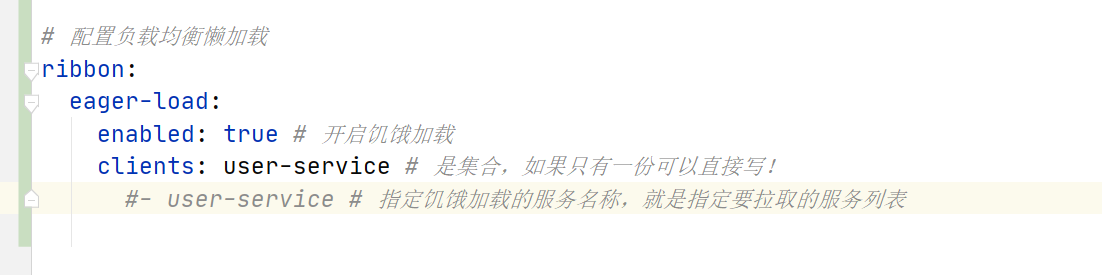 # 配置负载均衡懒加载
ribbon:
eager-load:
enabled: true # 开启饥饿加载
clients: user-service # 是集合，如果只有一份可以直接写！
#- user-service # 指定饥饿加载的服务名称，就是指定要拉取的服务列表